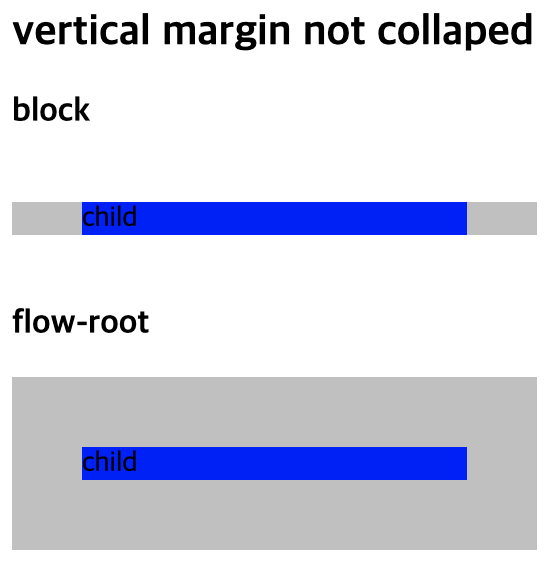 vertical margin not collaped
block
child
flow-root
child